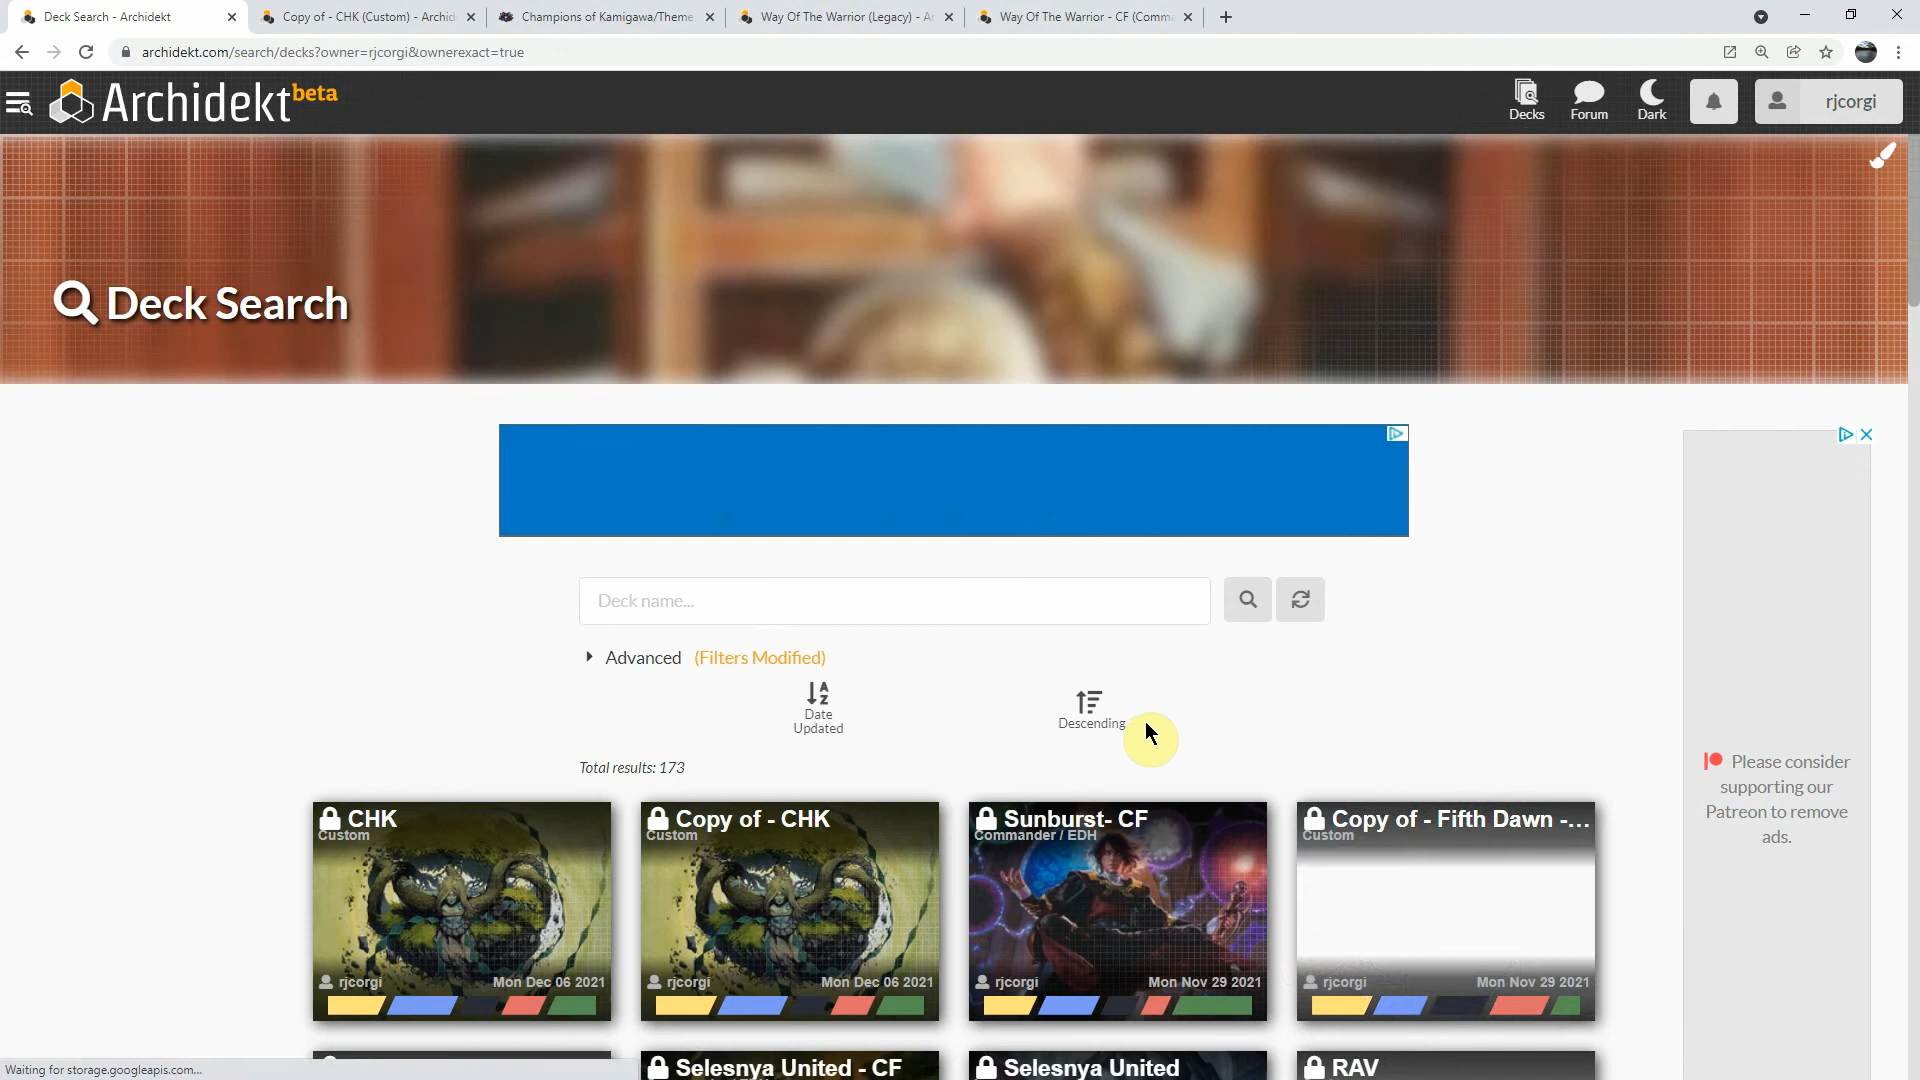 Deck Search - Archidekt
Copy of - CHK (Custom) - Archid
Champions of Kamigawa/Theme
Way Of The Warrior (Legacy) - Ar
Way Of The Warrior - CF (Comm
archidekt.com/search/decks?owner=rjcorgi&ownerexact=true
Archidekt beta
Decks
Forum
Dark
rjcorgi
Deck Search
Deck name...
Advanced (Filters Modified)
Date
Updated
Descending
Total results: 173
Please consider
supporting our
Patreon to remove
ads.
CHK
Custom
rjcorgi Mon Dec 06 2021
Copy of - CHK
Custom
rjcorgi Mon Dec 06 2021
Sunburst- CF
Commander / EDH
rjcorgi Mon Nov 29 2021
Copy of - Fifth Dawn -...
Custom
rjcorgi Mon Nov 29 2021
Selesnya United - CF
Selesnya United
RAV
Waiting for storage.googleapis.com...